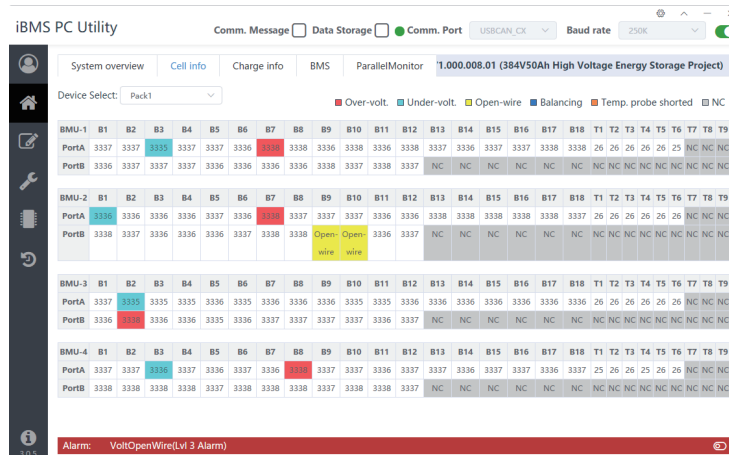 iBMS PC Utility
Comm. Message Data Storage Comm. Port USBCAN_CX Baud rate 250K
System overview Cell info Charge info BMS ParallelMonitor 1.000.008.01 (384V50Ah High Voltage Energy Storage Project)
Device Select: Pack1
Over-volt. Under-volt. Open-wire Balancing Temp. probe shorted NC
BMU-1 B1 B2 B3 B4 B5 B6 B7 B8 B9 B10 B11 B12 B13 B14 B15 B16 B17 B18 T1 T2 T3 T4 T5 T6 T7 T8 T9
PortA 3337 3337 3335 3337 3337 3336 3338 3338 3336 3338 3336 3338 3337 3336 3337 3337 3336 3338 26 26 26 26 26 25 NC NC NC
PortB 3336 3336 3336 3336 3337 3336 3338 3336 3338 3337 3338 3337 NC NC NC NC NC NC NC NC NC NC NC NC NC NC NC
BMU-2 B1 B2 B3 B4 B5 B6 B7 B8 B9 B10 B11 B12 B13 B14 B15 B16 B17 B18 T1 T2 T3 T4 T5 T6 T7 T8 T9
PortA 3336 3336 3336 3336 3337 3336 3338 3337 3337 3337 3336 3336 3338 3338 3338 3338 3338 3337 26 26 26 26 26 26 NC NC NC
PortB 3338 3337 3336 3336 3336 3337 3338 3338 Open-wire Open-wire 3336 3337 NC NC NC NC NC NC NC NC NC NC NC NC NC NC NC
BMU-3 B1 B2 B3 B4 B5 B6 B7 B8 B9 B10 B11 B12 B13 B14 B15 B16 B17 B18 T1 T2 T3 T4 T5 T6 T7 T8 T9
PortA 3337 3335 3335 3335 3336 3335 3336 3336 3335 3335 3335 3336 3336 3336 3336 3337 3336 3336 26 26 26 26 26 26 NC NC NC
PortB 3336 3338 3336 3336 3336 3336 3337 3336 3337 3336 3337 3337 NC NC NC NC NC NC NC NC NC NC NC NC NC NC NC
BMU-4 B1 B2 B3 B4 B5 B6 B7 B8 B9 B10 B11 B12 B13 B14 B15 B16 B17 B18 T1 T2 T3 T4 T5 T6 T7 T8 T9
PortA 3337 3337 3336 3337 3336 3337 3336 3338 3337 3337 3337 3336 3337 3337 3337 3336 3336 3337 25 26 26 25 26 26 NC NC NC
PortB 3338 3338 3338 3338 3337 3338 3338 3338 3337 3338 3338 3337 NC NC NC NC NC NC NC NC NC NC NC NC NC NC NC
Alarm: VoltOpenWire(Lvl 3 Alarm)
3.0.5